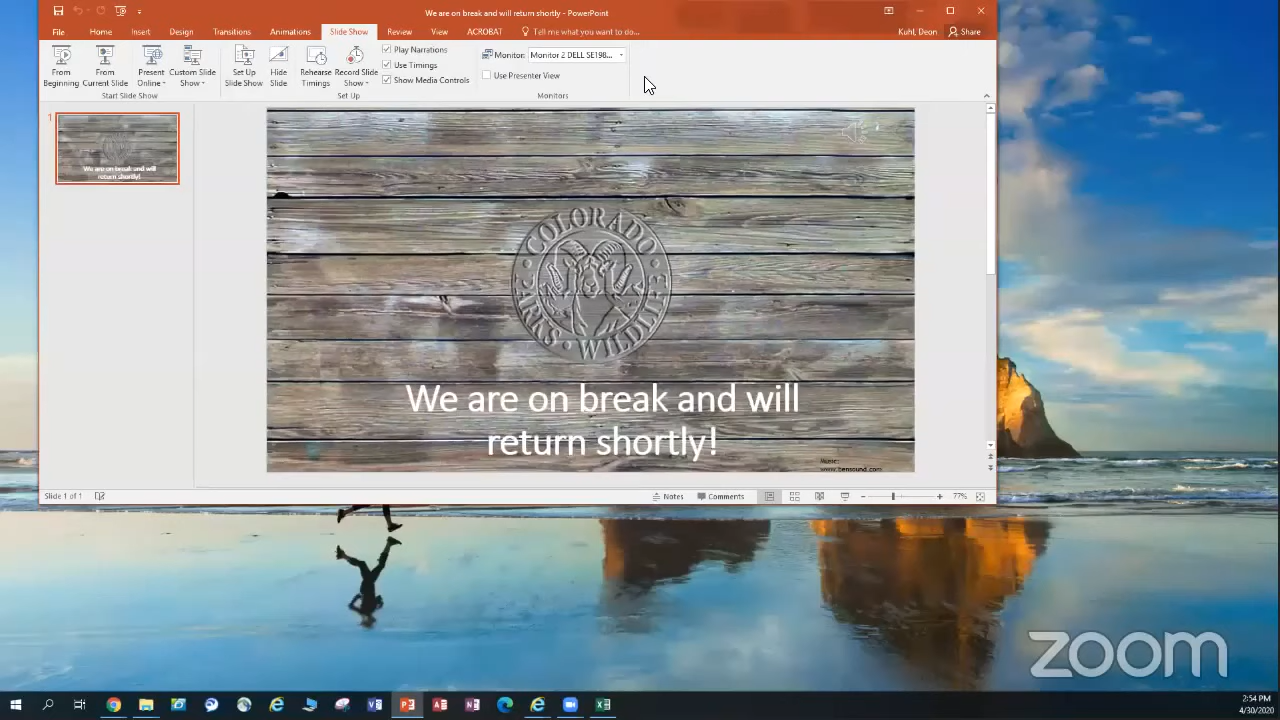 We are on break and will return shortly! - PowerPoint
File Home Insert Design Transitions Animations Slide Show Review View ACROBAT Tell me what you want to do...
Kuhl, Deon Share
From Beginning
From Current Slide
Present Online
Custom Slide Show
Set Up Slide Show
Hide Slide
Rehearse Timings
Record Slide Show
Play Narrations
Use Timings
Show Media Controls
Monitor: Monitor 2 DELL SE198...
Use Presenter View
Start Slide Show
Set Up
Monitors
1
We are on break and will
return shortly!
COLORADO
PARKS · WILDLIFE
We are on break and will
return shortly!
Music:
www.bensound.com
Slide 1 of 1
Notes Comments 77%
zoom
2:54 PM
4/30/2020